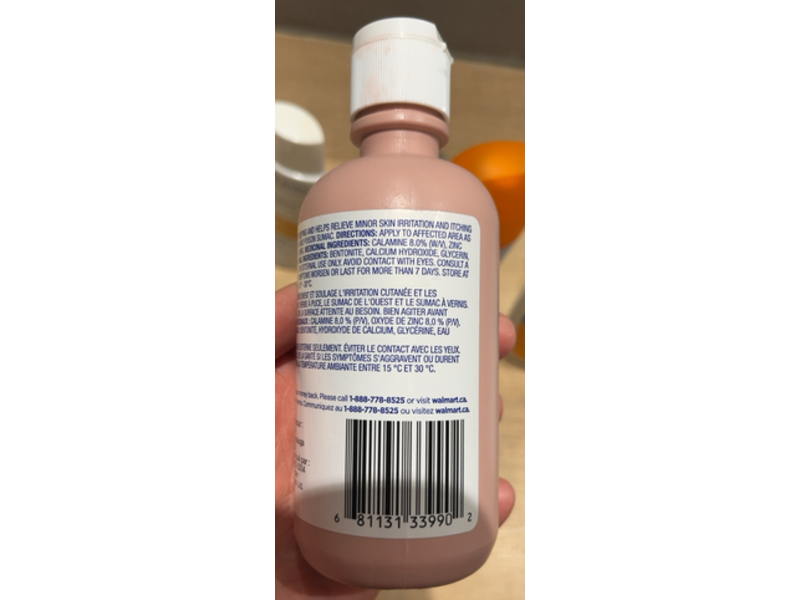 ING AND HELPS RELIEVE MINOR SKIN IRRITATION AND ITCHING
SUMAC. DIRECTIONS: APPLY TO AFFECTED AREA AS
MEDICINAL INGREDIENTS: CALAMINE 8.0% (W/V), ZINC
INGREDIENTS: BENTONITE, CALCIUM HYDROXIDE, GLYCERIN,
USE ONLY. AVOID CONTACT WITH EYES. CONSULT A
WORSEN OR LAST FOR MORE THAN 7 DAYS. STORE AT
30°C.
ET SOULAGE L'IRRITATION CUTANÉE ET LES
À PUCE, LE SUMAC DE L'OUEST ET LE SUMAC À VERNIS.
LA SURFACE ATTEINTE AU BESOIN. BIEN AGITER AVANT
CALAMINE 8,0 % (P/V), OXYDE DE ZINC 8,0 % (P/V).
BENTONITE, HYDROXYDE DE CALCIUM, GLYCÉRINE, EAU
EXTERNE SEULEMENT. ÉVITER LE CONTACT AVEC LES YEUX.
LA SANTÉ SI LES SYMPTÔMES S'AGGRAVENT OU DURENT
TEMPÉRATURE AMBIANTE ENTRE 15 °C ET 30 °C.
money back. Please call 1-888-778-8525 or visit walmart.ca.
Communiquez au 1-888-778-8525 ou visitez walmart.ca.
par :
6 81131 33990 2